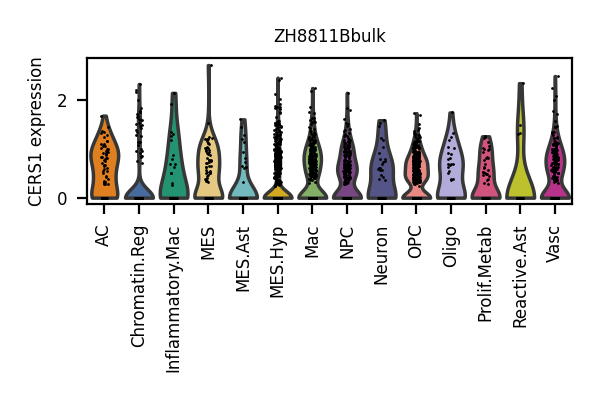 ZH8811Bbulk
CERS1 expression
2
0
AC
Chromatin.Reg
Inflammatory.Mac
MES
MES.Ast
MES.Hyp
Mac
NPC
Neuron
OPC
Oligo
Prolif.Metab
Reactive.Ast
Vasc